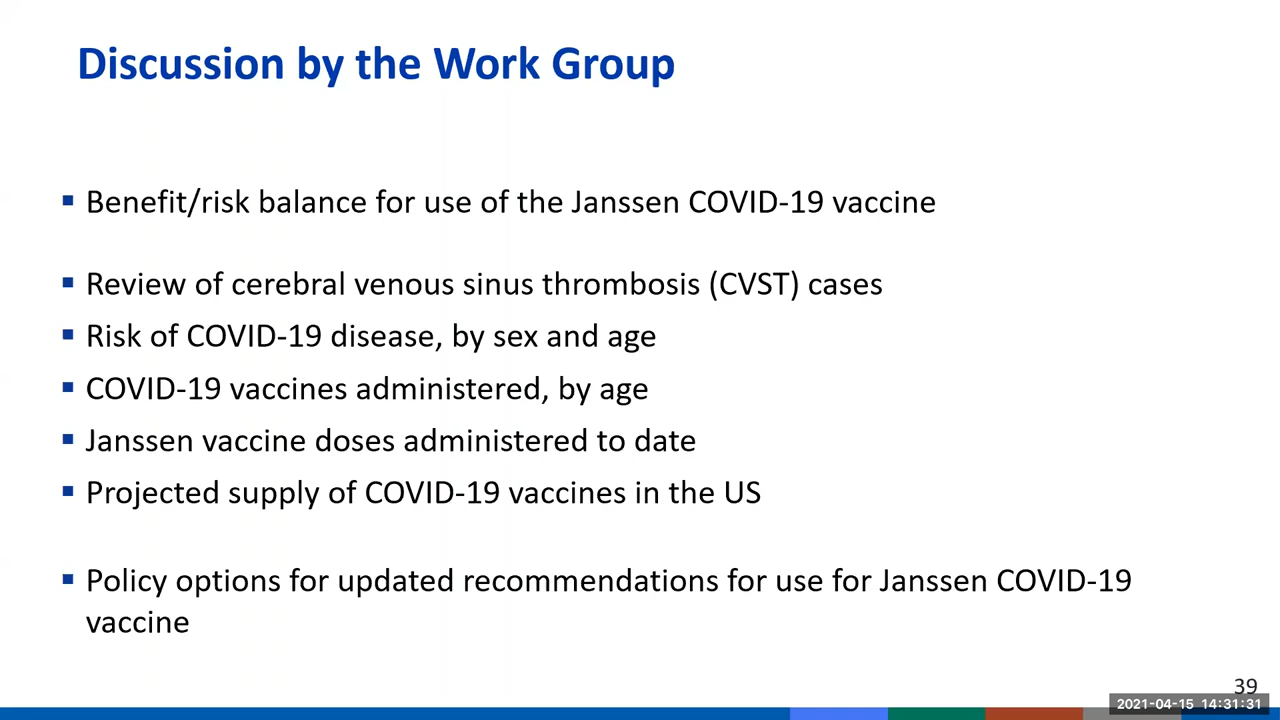 Discussion by the Work Group
▪ Benefit/risk balance for use of the Janssen COVID-19 vaccine
▪ Review of cerebral venous sinus thrombosis (CVST) cases
▪ Risk of COVID-19 disease, by sex and age
▪ COVID-19 vaccines administered, by age
▪ Janssen vaccine doses administered to date
▪ Projected supply of COVID-19 vaccines in the US
▪ Policy options for updated recommendations for use for Janssen COVID-19
vaccine
39
2021-04-15 14:31:31